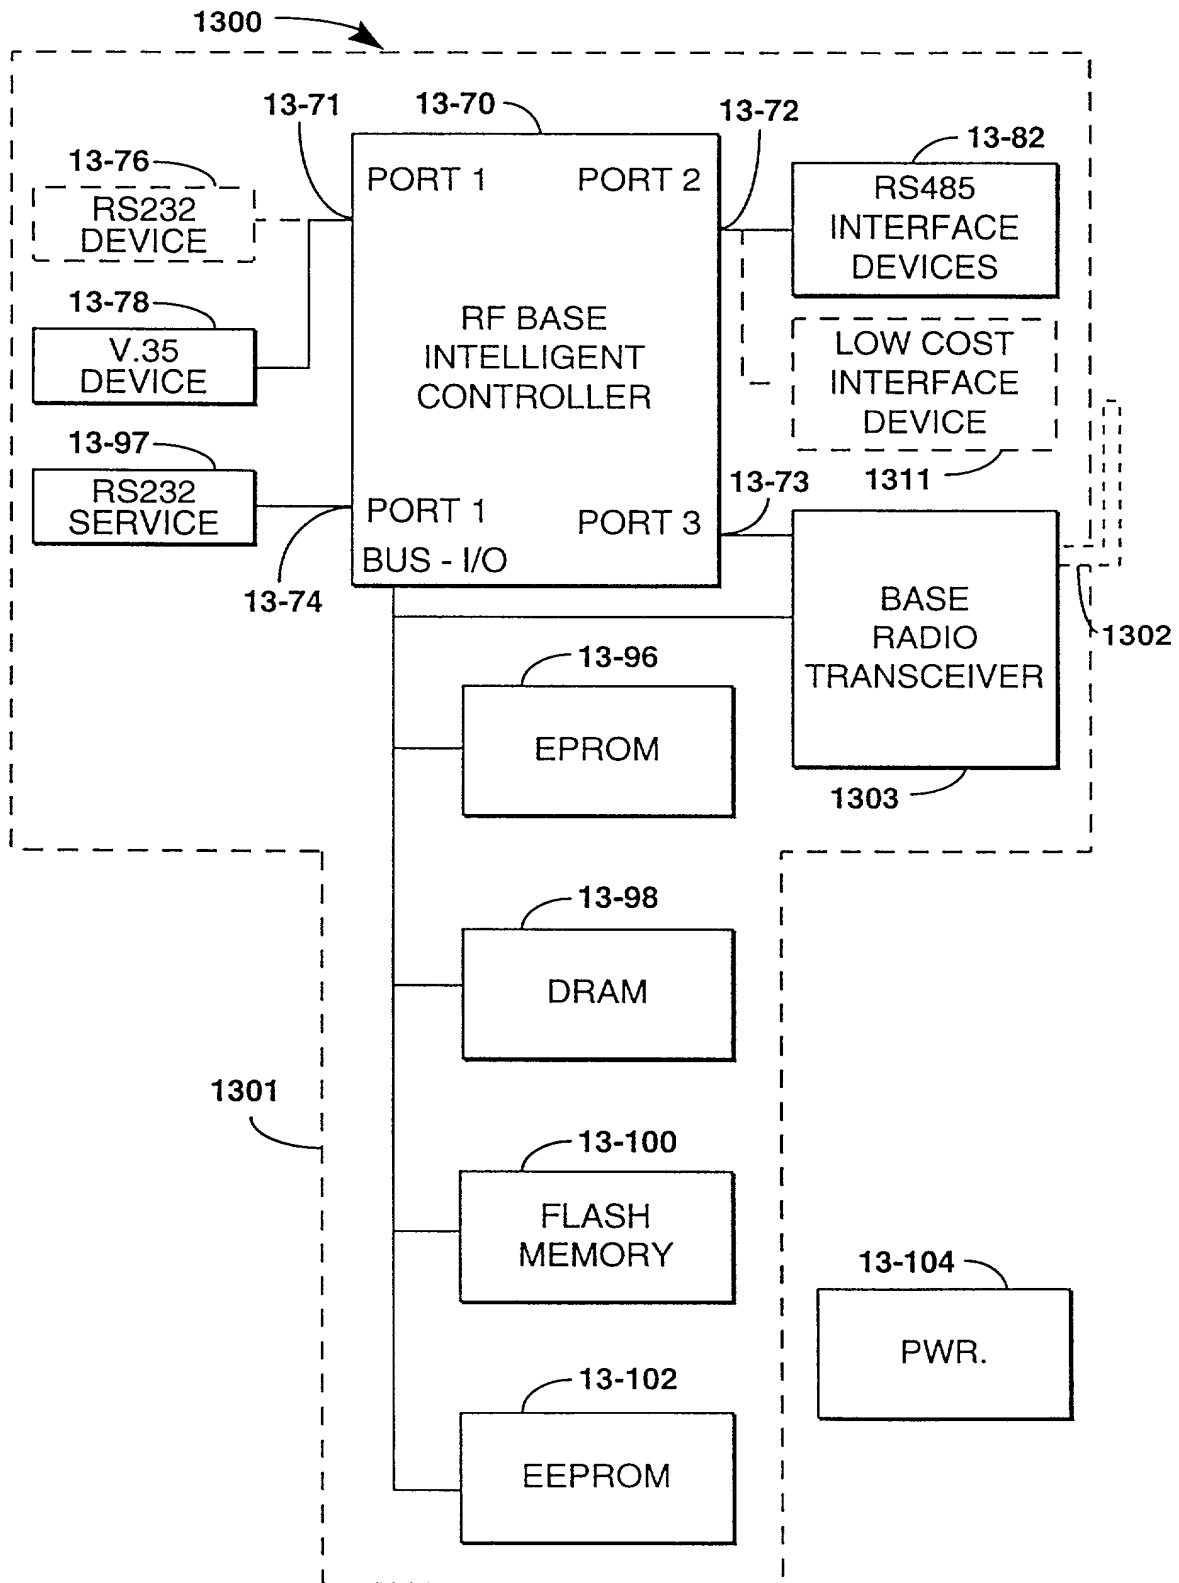 1300
13-71
13-70
13-72
13-76
RS232
DEVICE
PORT 1
PORT 2
13-82
RS485
INTERFACE
DEVICES
13-78
V.35
DEVICE
RF BASE
INTELLIGENT
CONTROLLER
LOW COST
INTERFACE
DEVICE
1311
13-97
RS232
SERVICE
13-74
PORT 1
BUS - I/O
PORT 3
13-73
BASE
RADIO
TRANSCEIVER
1302
1303
13-96
EPROM
13-98
DRAM
1301
13-100
FLASH
MEMORY
13-104
PWR.
13-102
EEPROM